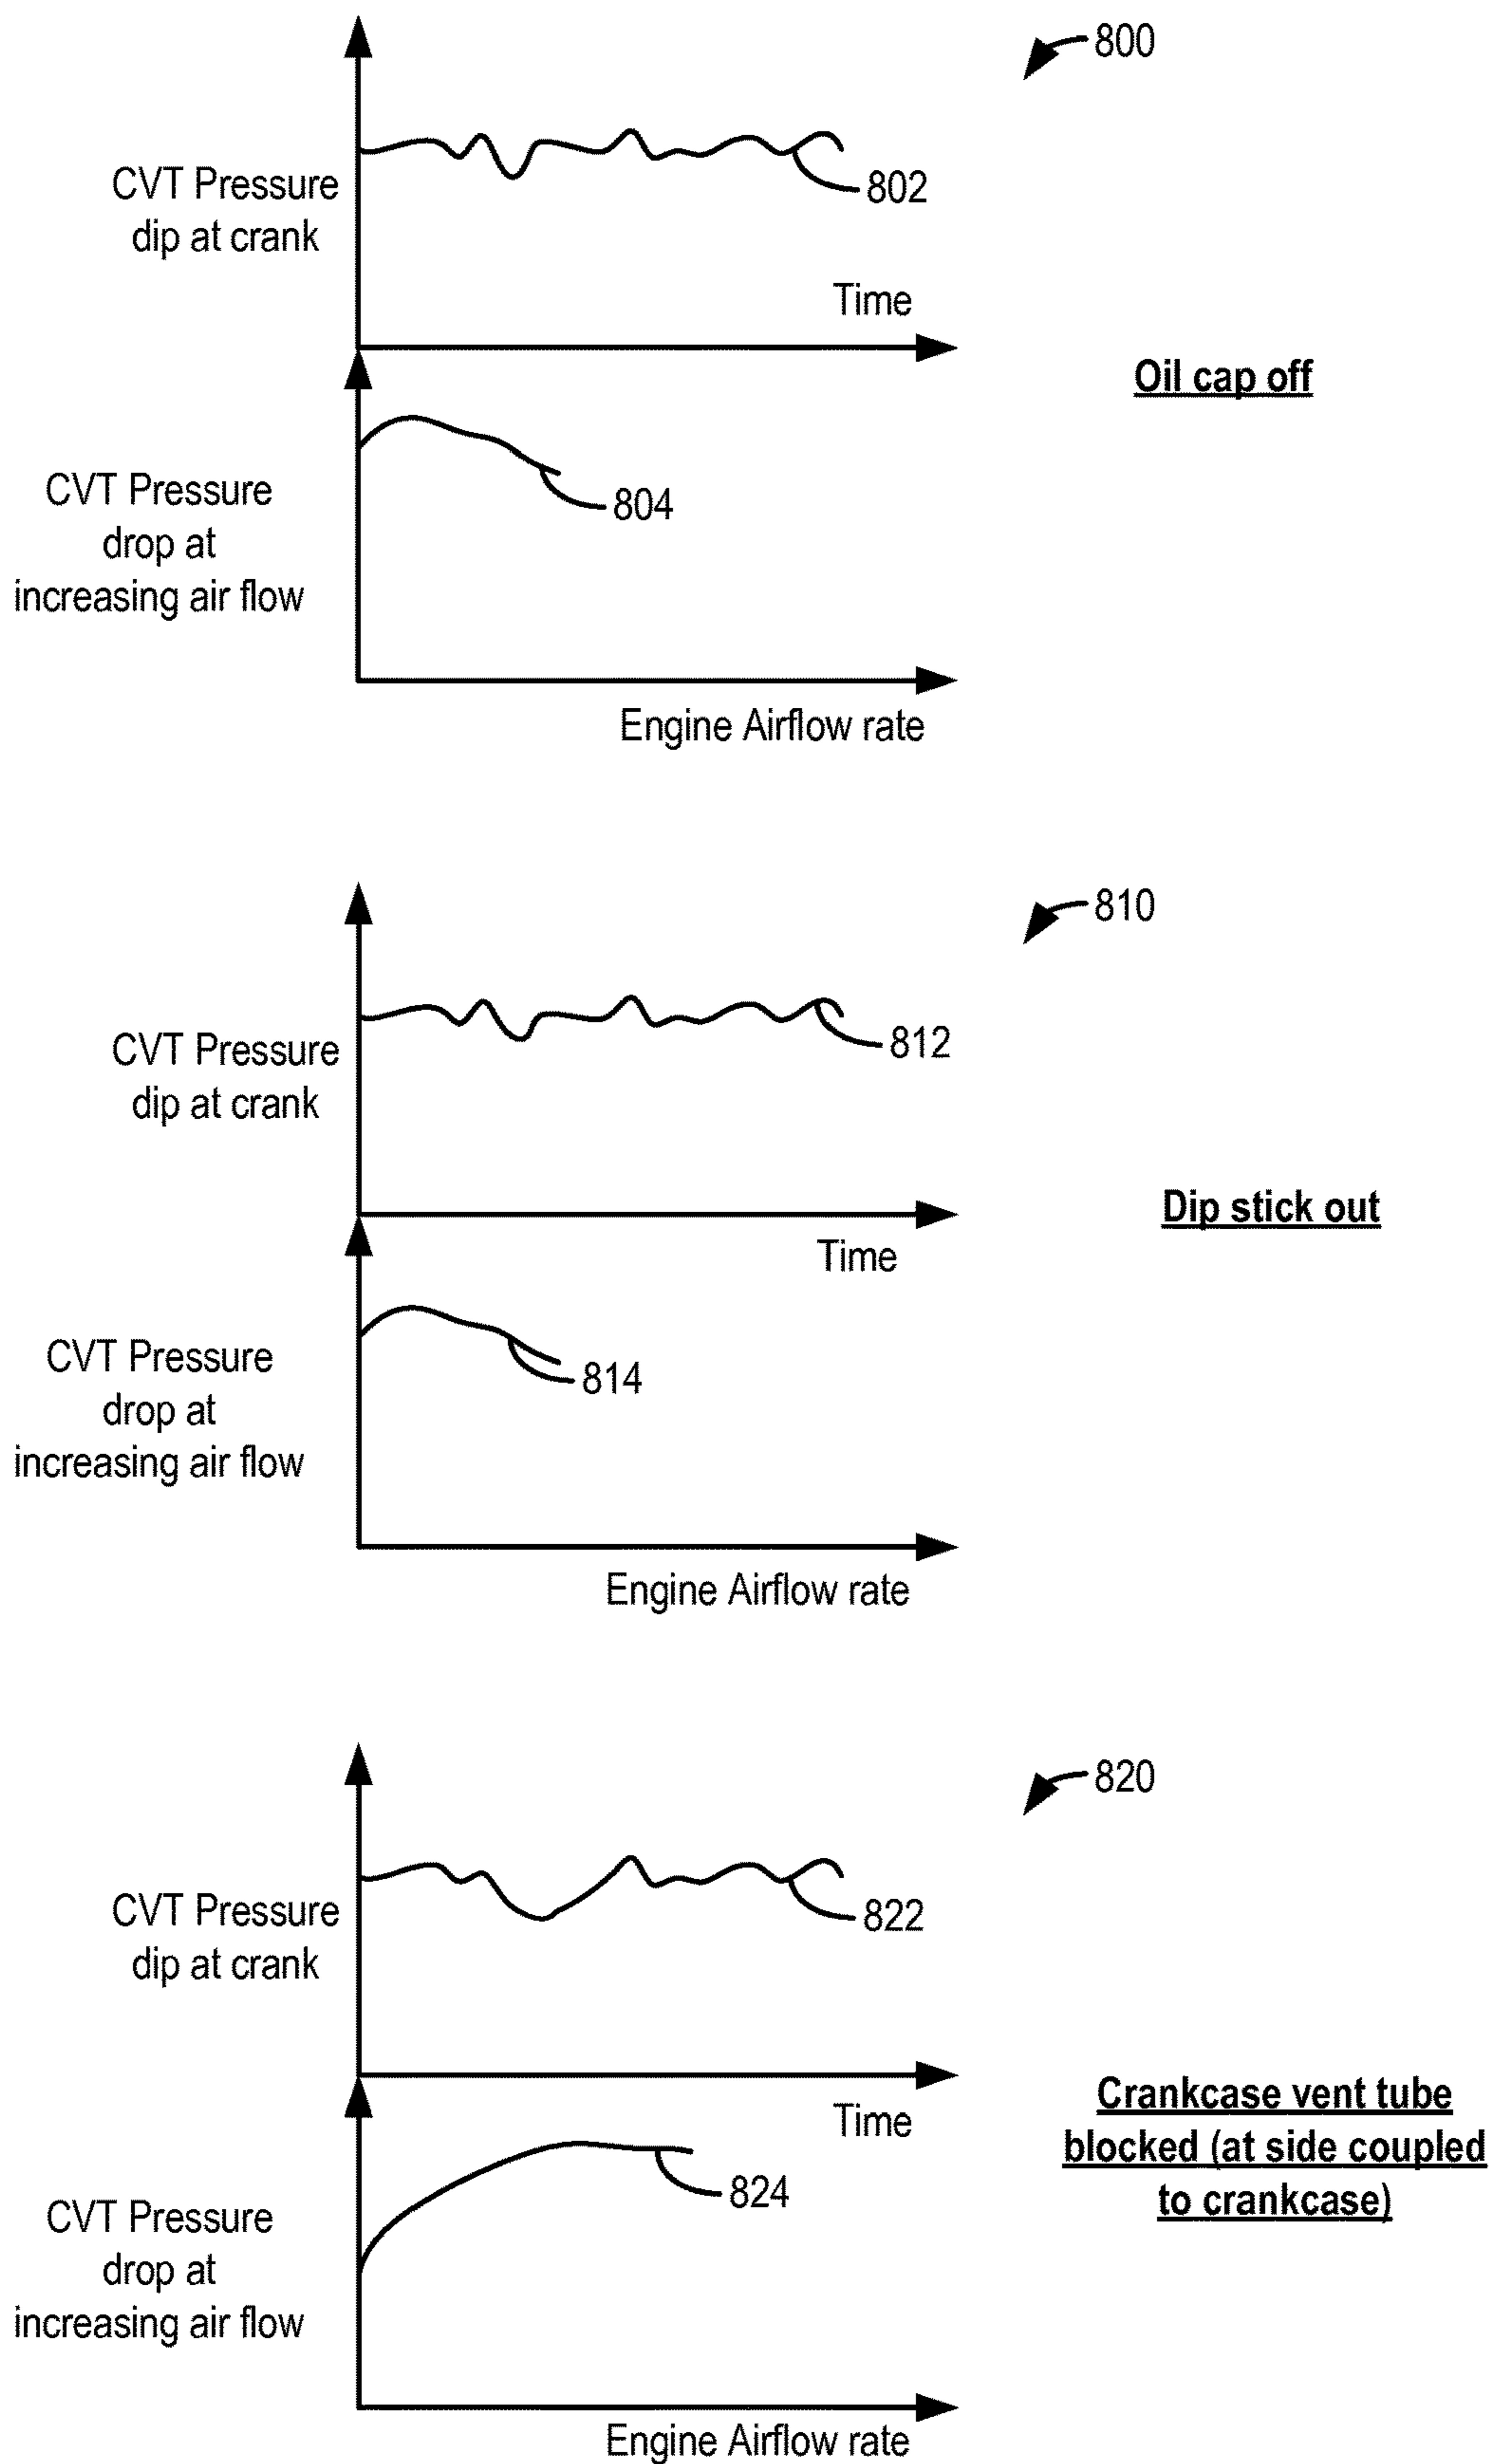 800
CVT Pressure
dip at crank
802
Time
Oil cap off
CVT Pressure
drop at
increasing air flow
804
Engine Airflow rate
810
CVT Pressure
dip at crank
812
Time
Dip stick out
CVT Pressure
drop at
increasing air flow
814
Engine Airflow rate
820
CVT Pressure
dip at crank
822
Time
Crankcase vent tube
blocked (at side coupled
to crankcase)
CVT Pressure
drop at
increasing air flow
824
Engine Airflow rate